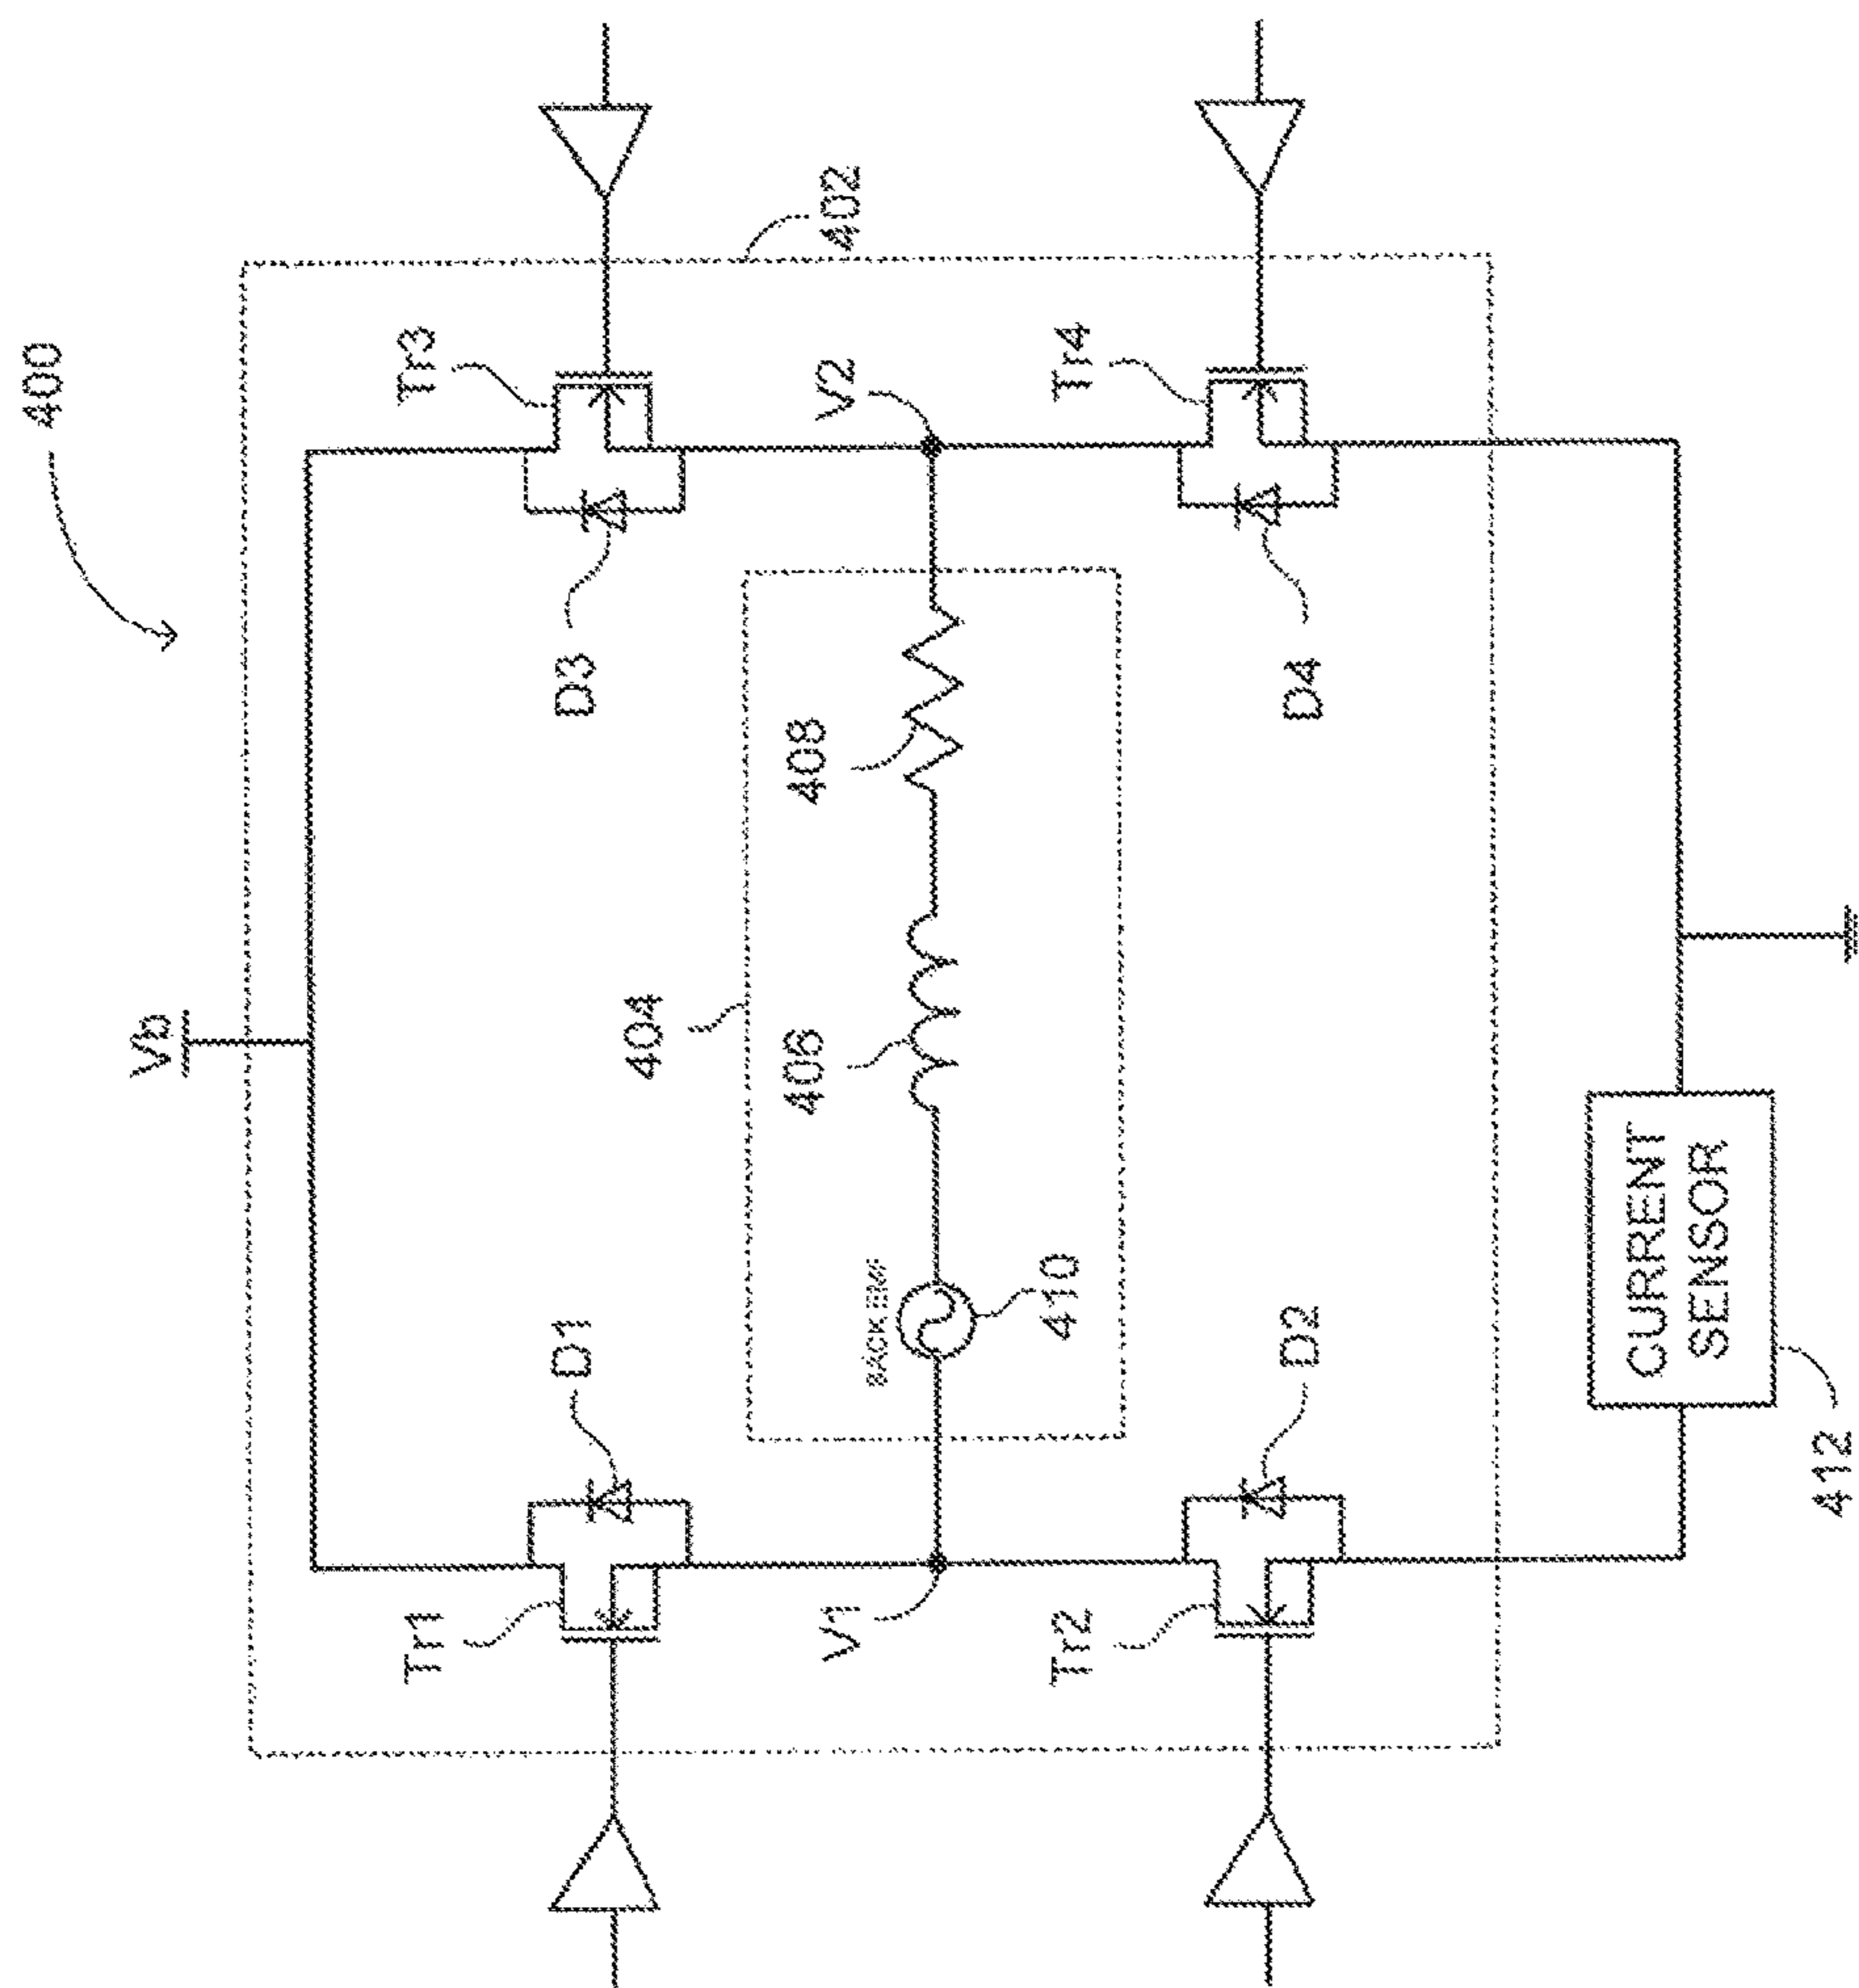 400
Vb
Tr1
Tr3
D1
D3
404
406
408
V1
V2
402
BACK EMF
410
Tr2
Tr4
D2
D4
CURRENT
SENSOR
412